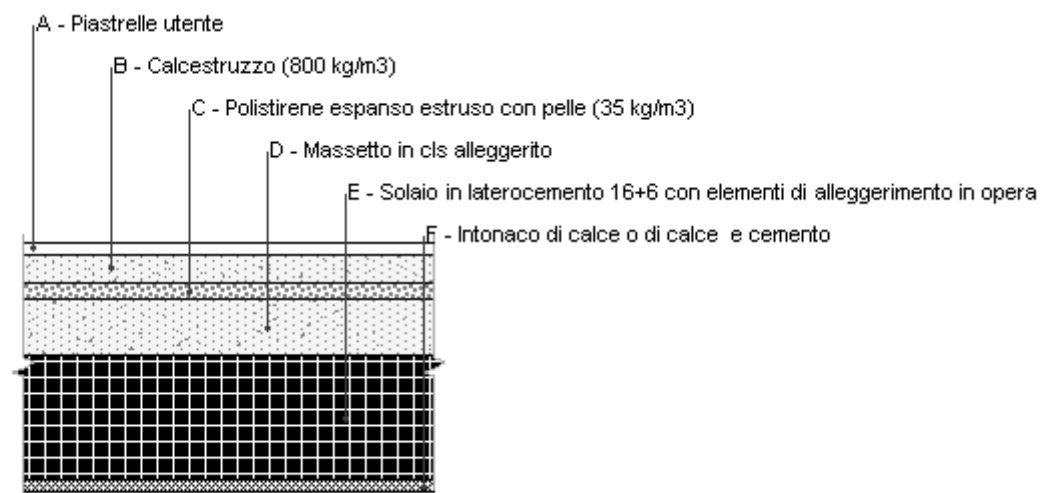 A - Piastrelle utente
B - Calcestruzzo (800 kg/m3)
C - Polistirene espanso estruso con pelle (35 kg/m3)
D - Massetto in cls alleggerito
E - Solaio in laterocemento 16+6 con elementi di alleggerimento in opera
F - Intonaco di calce o di calce e cemento